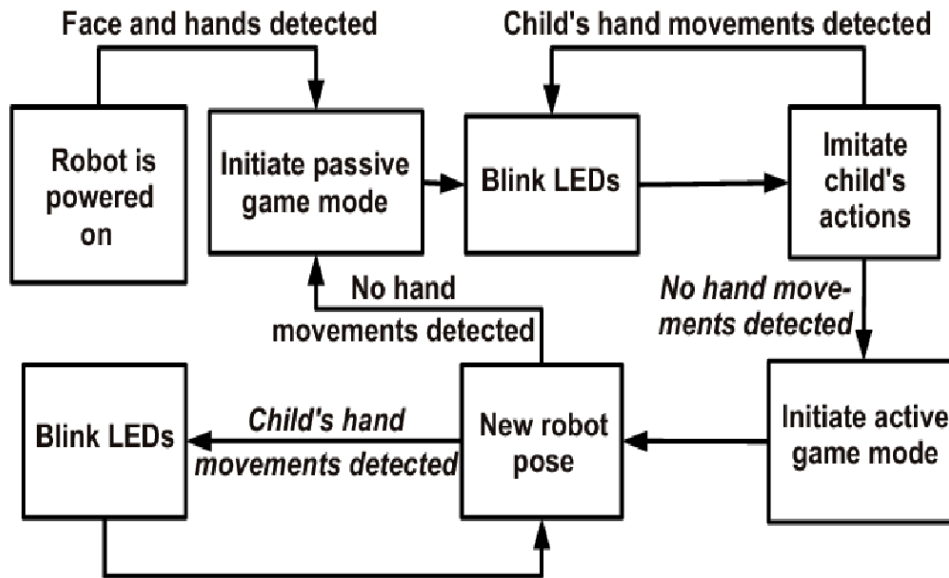 Face and hands detected
Child's hand movements detected
Robot is
powered
on
Initiate passive
game mode
Blink LEDs
Imitate
child's
actions
No hand
movements detected
No hand move-
ments detected
Blink LEDs
Child's hand
movements detected
New robot
pose
Initiate active
game mode